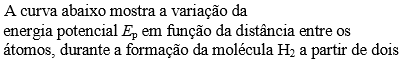 A curva abaixo mostra a variação da
energia potencial Eₚ em função da distância entre os
átomos, durante a formação da molécula H₂ a partir de dois